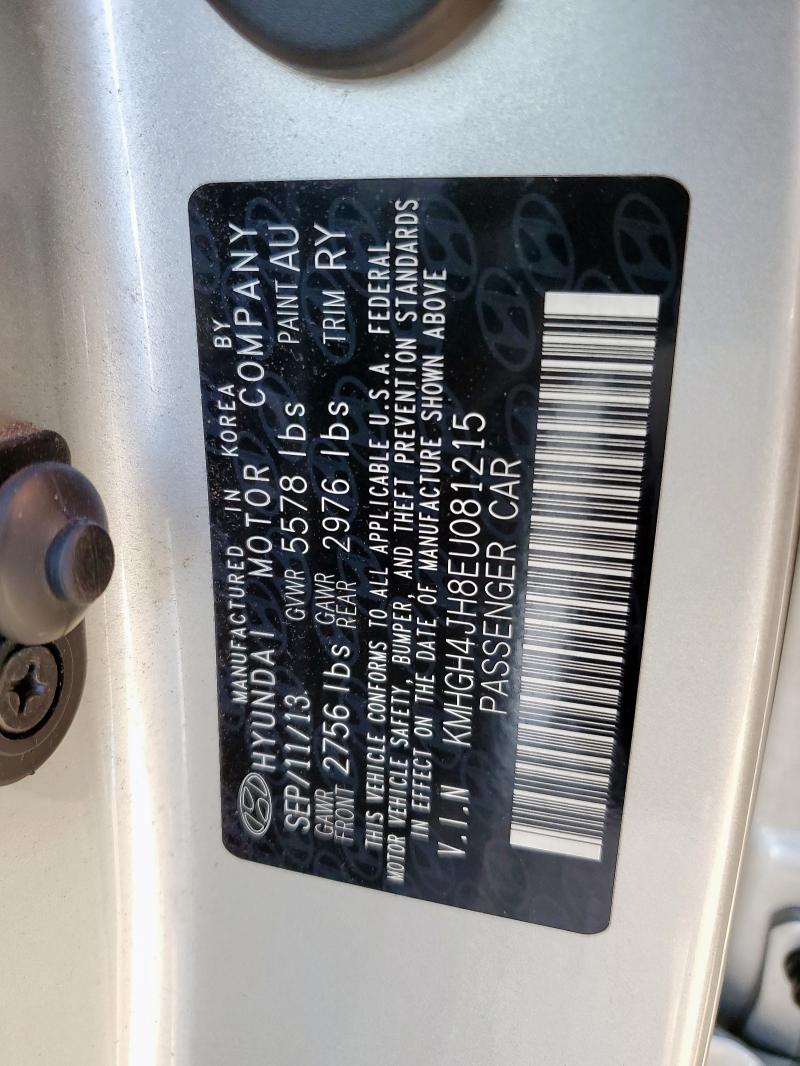 MANUFACTURED IN KOREA BY
HYUNDAI MOTOR COMPANY
SEP/11/13 GVWR 5578 lbs PAINT AU
GAWR FRONT 2756 lbs GAWR REAR 2976 lbs TRIM RY
THIS VEHICLE CONFORMS TO ALL APPLICABLE U.S.A. FEDERAL
MOTOR VEHICLE SAFETY, BUMPER, AND THEFT PREVENTION STANDARDS
IN EFFECT ON THE DATE OF MANUFACTURE SHOWN ABOVE
V.I.N KMHGH4JH8EU081215
PASSENGER CAR